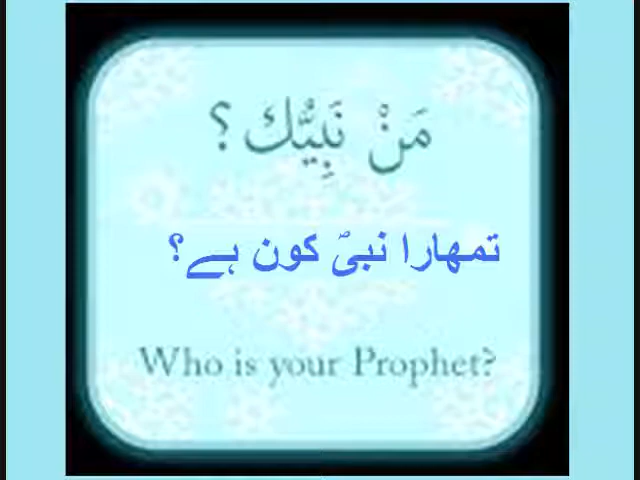 مَنْ نَبِيُّكَ؟
تمھارا نبیؐ کون ہے؟
Who is your Prophet?